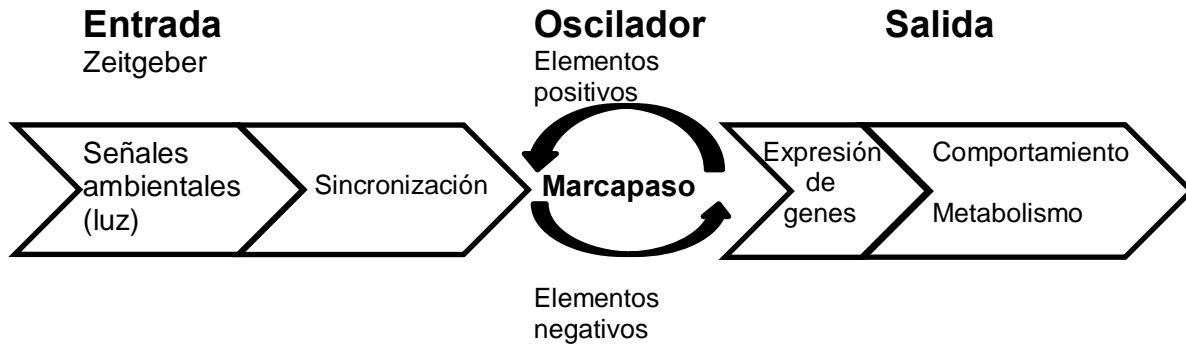 Entrada
Zeitgeber
Oscilador
Elementos
positivos
Salida
Señales
ambientales
(luz)
Sincronización
Marcapaso
Expresión
de
genes
Comportamiento
Metabolismo
Elementos
negativos